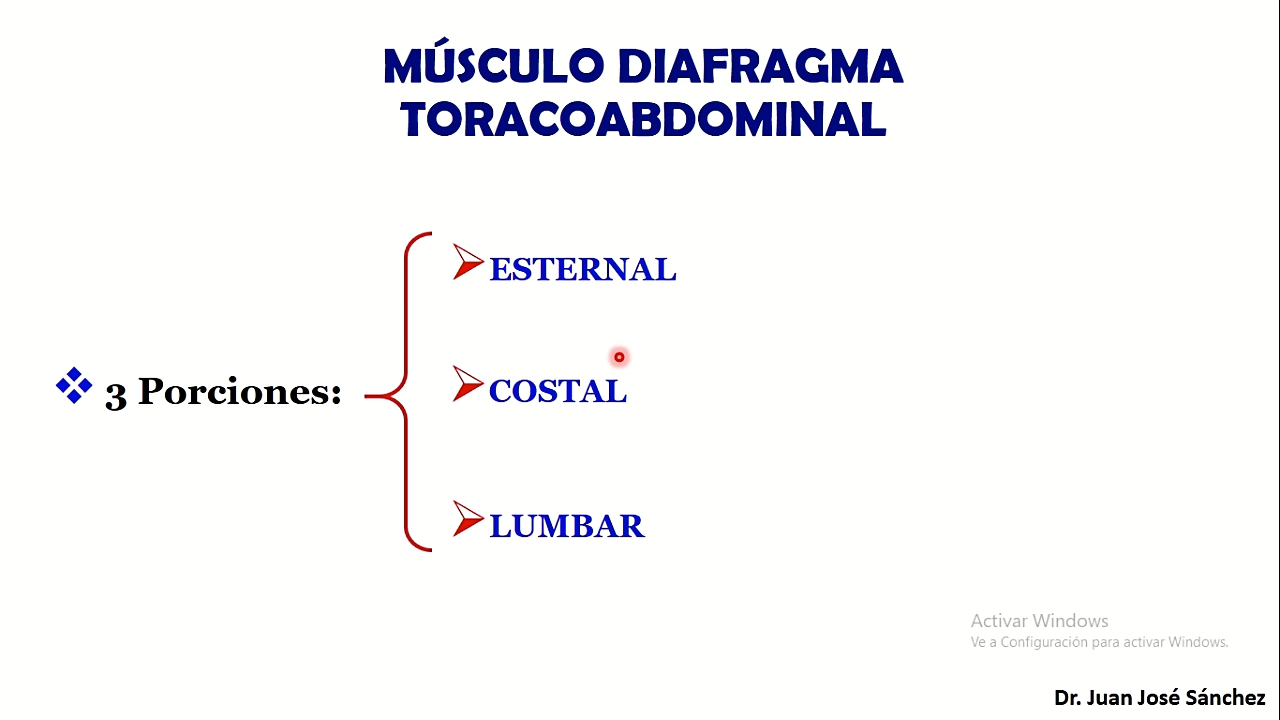 MÚSCULO DIAFRAGMA
TORACOABDOMINAL
ESTERNAL
3 Porciones:
COSTAL
LUMBAR
Activar Windows
Ve a Configuración para activar Windows.
Dr. Juan José Sánchez